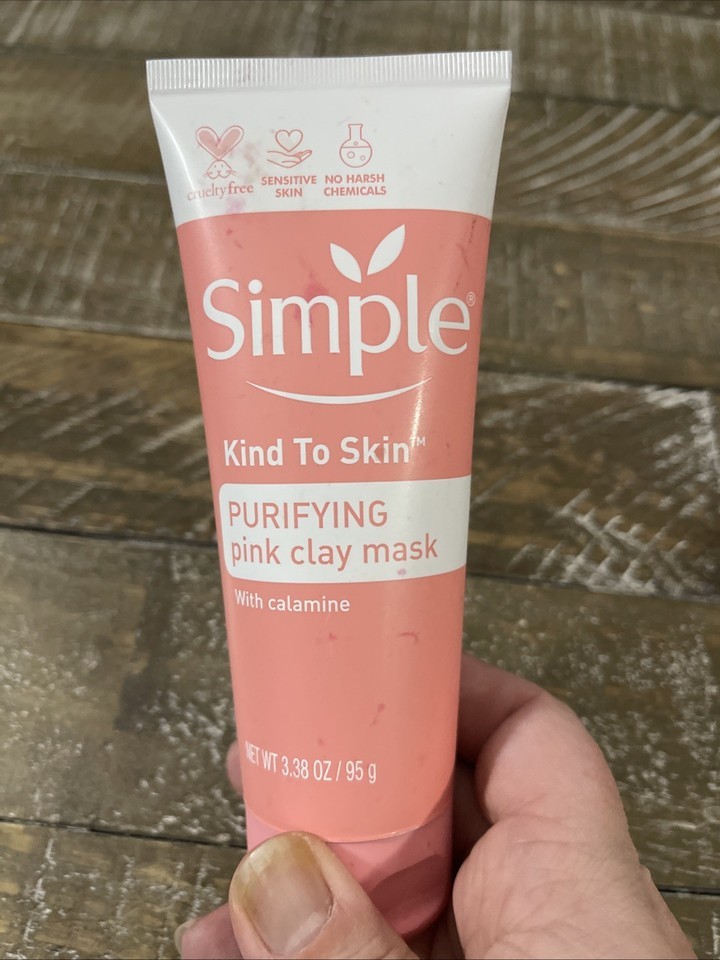 crueltyfree
SENSITIVE SKIN
NO HARSH CHEMICALS
Simple®
Kind To Skin™
PURIFYING
pink clay mask
With calamine
NET WT 3.38 OZ / 95 g